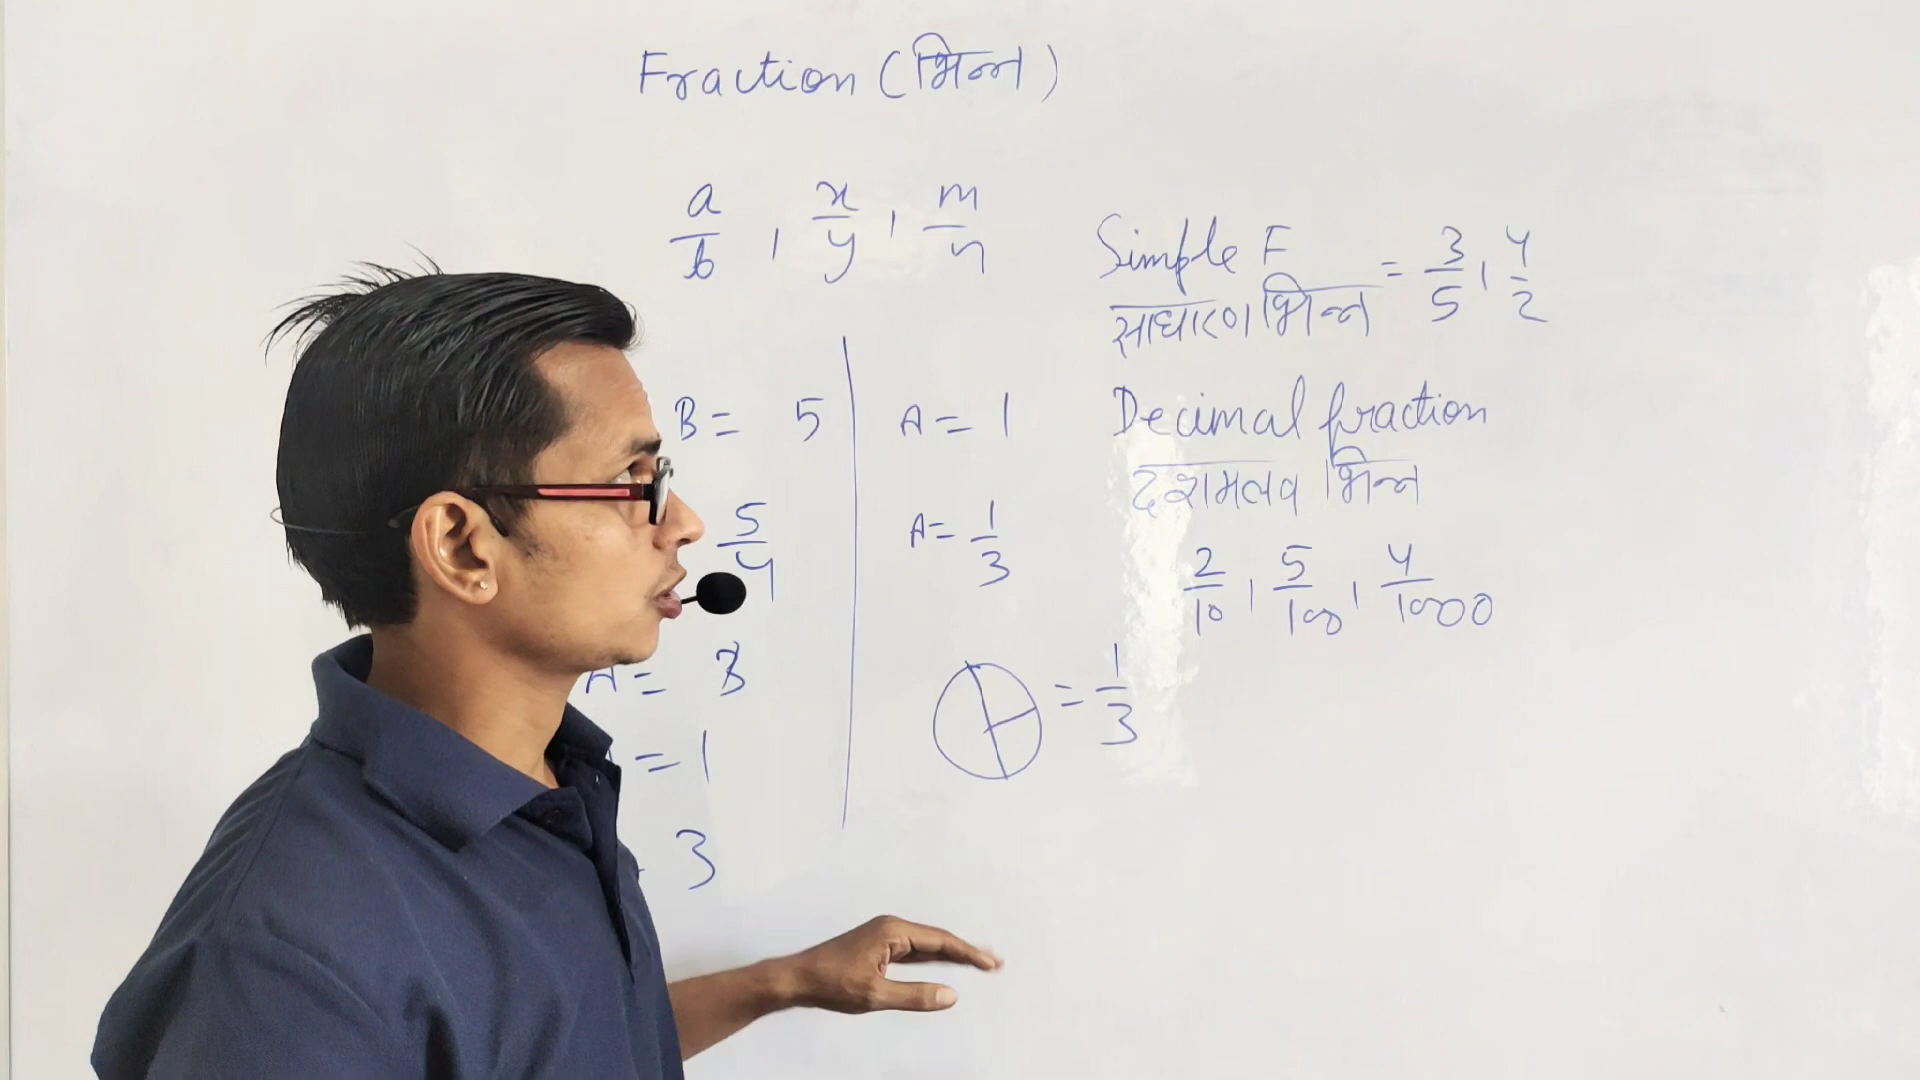 Fraction (भिन्न)
a/b , x/y , m/n
B = 5
5/4
A = 3
= 1
3
A = 1
A = 1/3
= 1/3
Simple F
साधारण भिन्न = 3/5 , 4/2
Decimal fraction
दशमलव भिन्न
2/10 , 5/100 , 4/1000